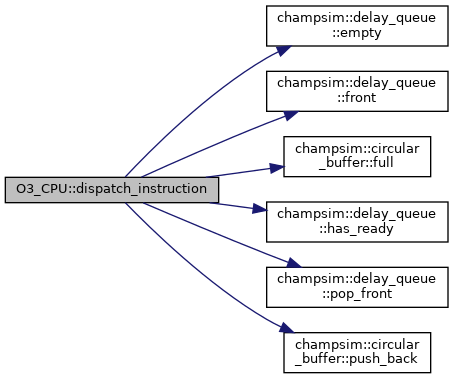 champsim::delay_queue
::empty
champsim::delay_queue
::front
champsim::circular
_buffer::full
O3_CPU::dispatch_instruction
champsim::delay_queue
::has_ready
champsim::delay_queue
::pop_front
champsim::circular
_buffer::push_back